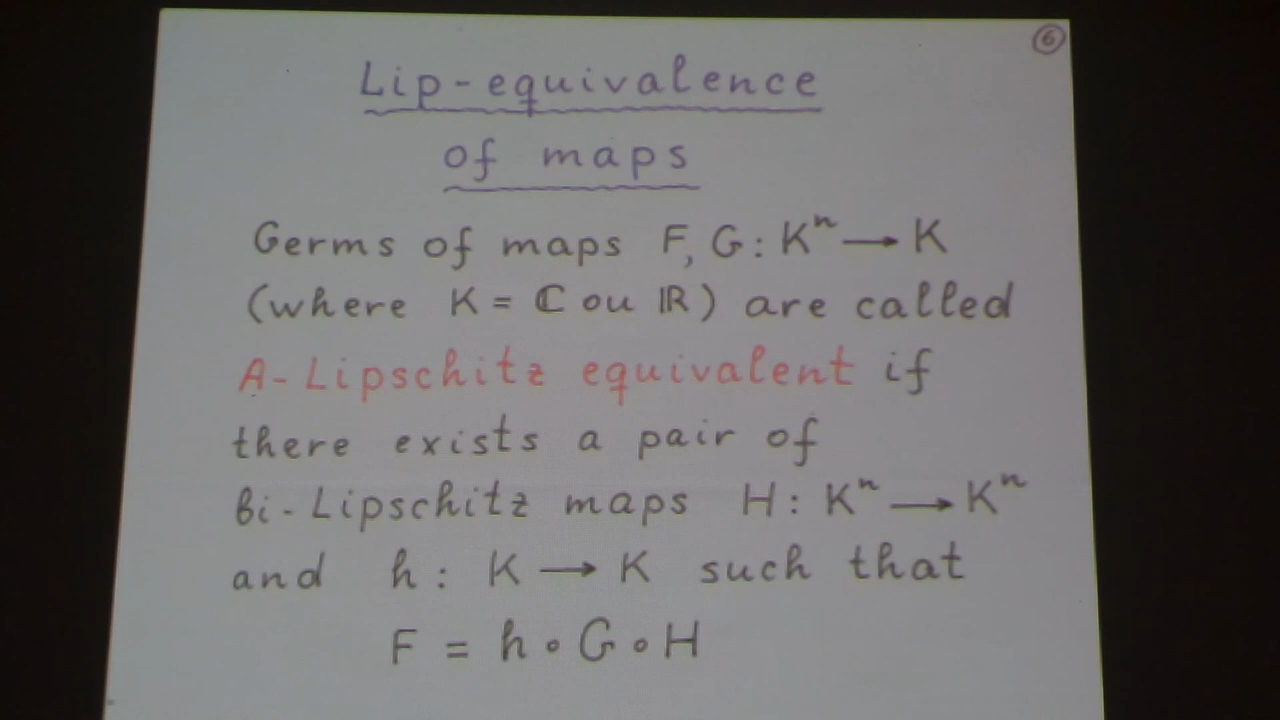 6
Lip-equivalence
of maps
Germs of maps F, G: Kⁿ → K
(where K = ℂ ou ℝ) are called
A-Lipschitz equivalent if
there exists a pair of
bi-Lipschitz maps H: Kⁿ → Kⁿ
and h: K → K such that
F = h∘G∘H